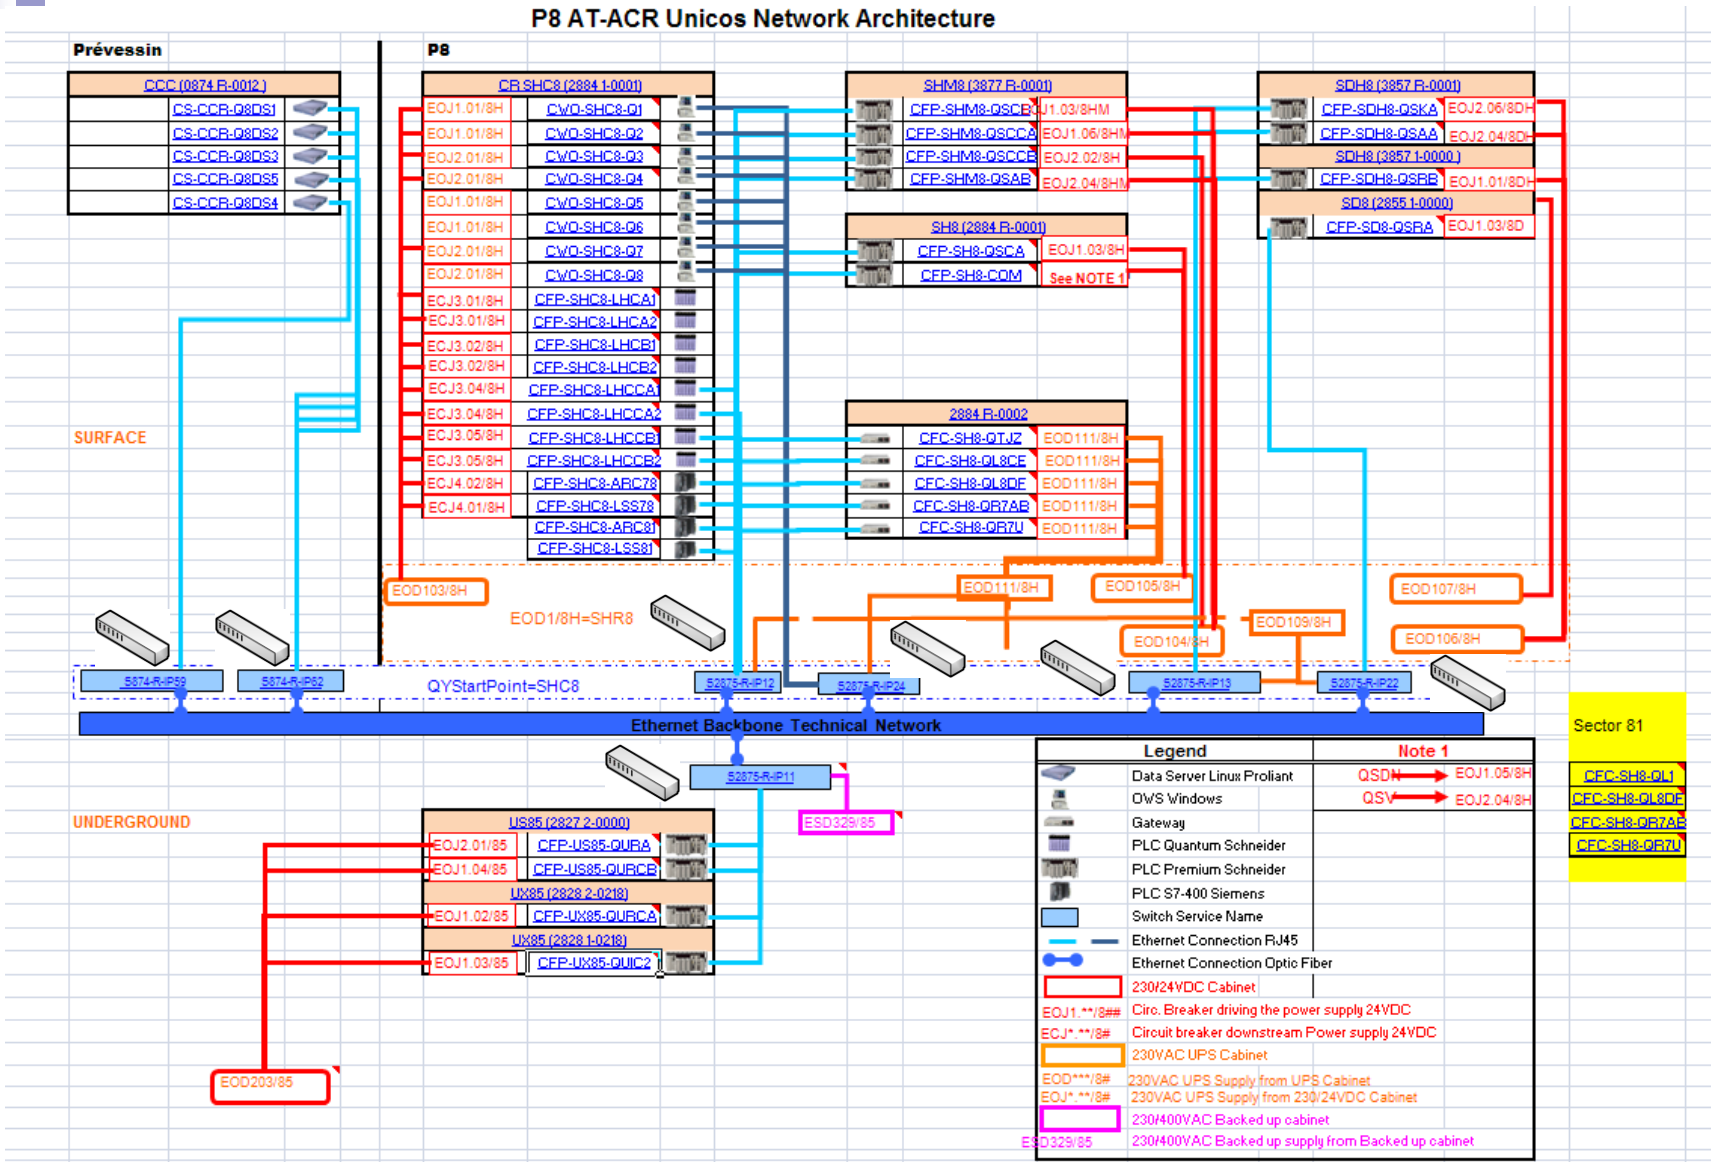 P8 AT-ACR Unicos Network Architecture
Prévessin
P8
CCC (0874 R-0012 )
CS-CCR-Q8DS1
CS-CCR-Q8DS2
CS-CCR-Q8DS3
CS-CCR-Q8DS5
CS-CCR-Q8DS4
CR SHC8 (2884 1-0001)
EOJ1.01/8H CWO-SHC8-Q1
EOJ1.01/8H CWO-SHC8-Q2
EOJ2.01/8H CWO-SHC8-Q3
EOJ2.01/8H CWO-SHC8-Q4
EOJ1.01/8H CWO-SHC8-Q5
EOJ1.01/8H CWO-SHC8-Q6
EOJ2.01/8H CWO-SHC8-Q7
EOJ2.01/8H CWO-SHC8-Q8
ECJ3.01/8H CFP-SHC8-LHCA1
ECJ3.01/8H CFP-SHC8-LHCA2
ECJ3.02/8H CFP-SHC8-LHCB1
ECJ3.02/8H CFP-SHC8-LHCB2
ECJ3.04/8H CFP-SHC8-LHCCA1
ECJ3.04/8H CFP-SHC8-LHCCA2
ECJ3.05/8H CFP-SHC8-LHCCB1
ECJ3.05/8H CFP-SHC8-LHCCB2
ECJ4.02/8H CFP-SHC8-ARC78
ECJ4.01/8H CFP-SHC8-LSS78
CFP-SHC8-ARC81
CFP-SHC8-LSS81
SHM8 (3877 R-0001)
CFP-SHM8-QSCB OJ1.03/8HM
CFP-SHM8-QSCCA EOJ1.06/8HM
CFP-SHM8-QSCCB EOJ2.02/8H
CFP-SHM8-QSAB EOJ2.04/8HM
SH8 (2884 R-0001)
CFP-SH8-QSCA EOJ1.03/8H
CFP-SH8-COM See NOTE 1
2884 R-0002
CFC-SH8-QTJZ EOD111/8H
CFC-SH8-QL8CE EOD111/8H
CFC-SH8-QL8DF EOD111/8H
CFC-SH8-QR7AB EOD111/8H
CFC-SH8-QR7U EOD111/8H
SDH8 (3857 R-0001)
CFP-SDH8-QSKA EOJ2.06/8DH
CFP-SDH8-QSAA EOJ2.04/8DH
SDH8 (3857 1-0000 )
CFP-SDH8-QSRB EOJ1.01/8DH
SD8 (2855 1-0000)
CFP-SD8-QSRA EOJ1.03/8D
SURFACE
EOD103/8H
EOD1/8H=SHR8
EOD111/8H
EOD105/8H
EOD104/8H
EOD109/8H
EOD107/8H
EOD106/8H
S874-R-IP59
S874-R-IP62
QYStartPoint=SHC8
S2875-R-IP12
S2875-R-IP24
S2875-R-IP13
S2875-R-IP22
Ethernet Backbone Technical Network
S2875-R-IP11
ESD329/85
UNDERGROUND
US85 (2827 2-0000)
EOJ2.01/85 CFP-US85-QURA
EOJ1.04/85 CFP-US85-QURCB
UX85 (2828 2-0218)
EOJ1.02/85 CFP-UX85-QURCA
UX85 (2828 1-0218)
EOJ1.03/85 CFP-UX85-QUIC2
EOD203/85
Legend
Note 1
Data Server Linux Proliant
QSDN EOJ1.05/8H
OWS Windows
QSV EOJ2.04/8H
Gateway
PLC Quantum Schneider
PLC Premium Schneider
PLC S7-400 Siemens
Switch Service Name
Ethernet Connection RJ45
Ethernet Connection Optic Fiber
230/24VDC Cabinet
EOJ1.**/8## Circ. Breaker driving the power supply 24VDC
ECJ*.**/8# Circuit breaker downstream Power supply 24VDC
230VAC UPS Cabinet
EOD***/8# 230VAC UPS Supply from UPS Cabinet
EOJ*.**/8# 230VAC UPS Supply from 230/24VDC Cabinet
230/400VAC Backed up cabinet
ESD329/85 230/400VAC Backed up supply from Backed up cabinet
Sector 81
CFC-SH8-QL1
CFC-SH8-QL8DF
CFC-SH8-QR7AB
CFC-SH8-QR7U